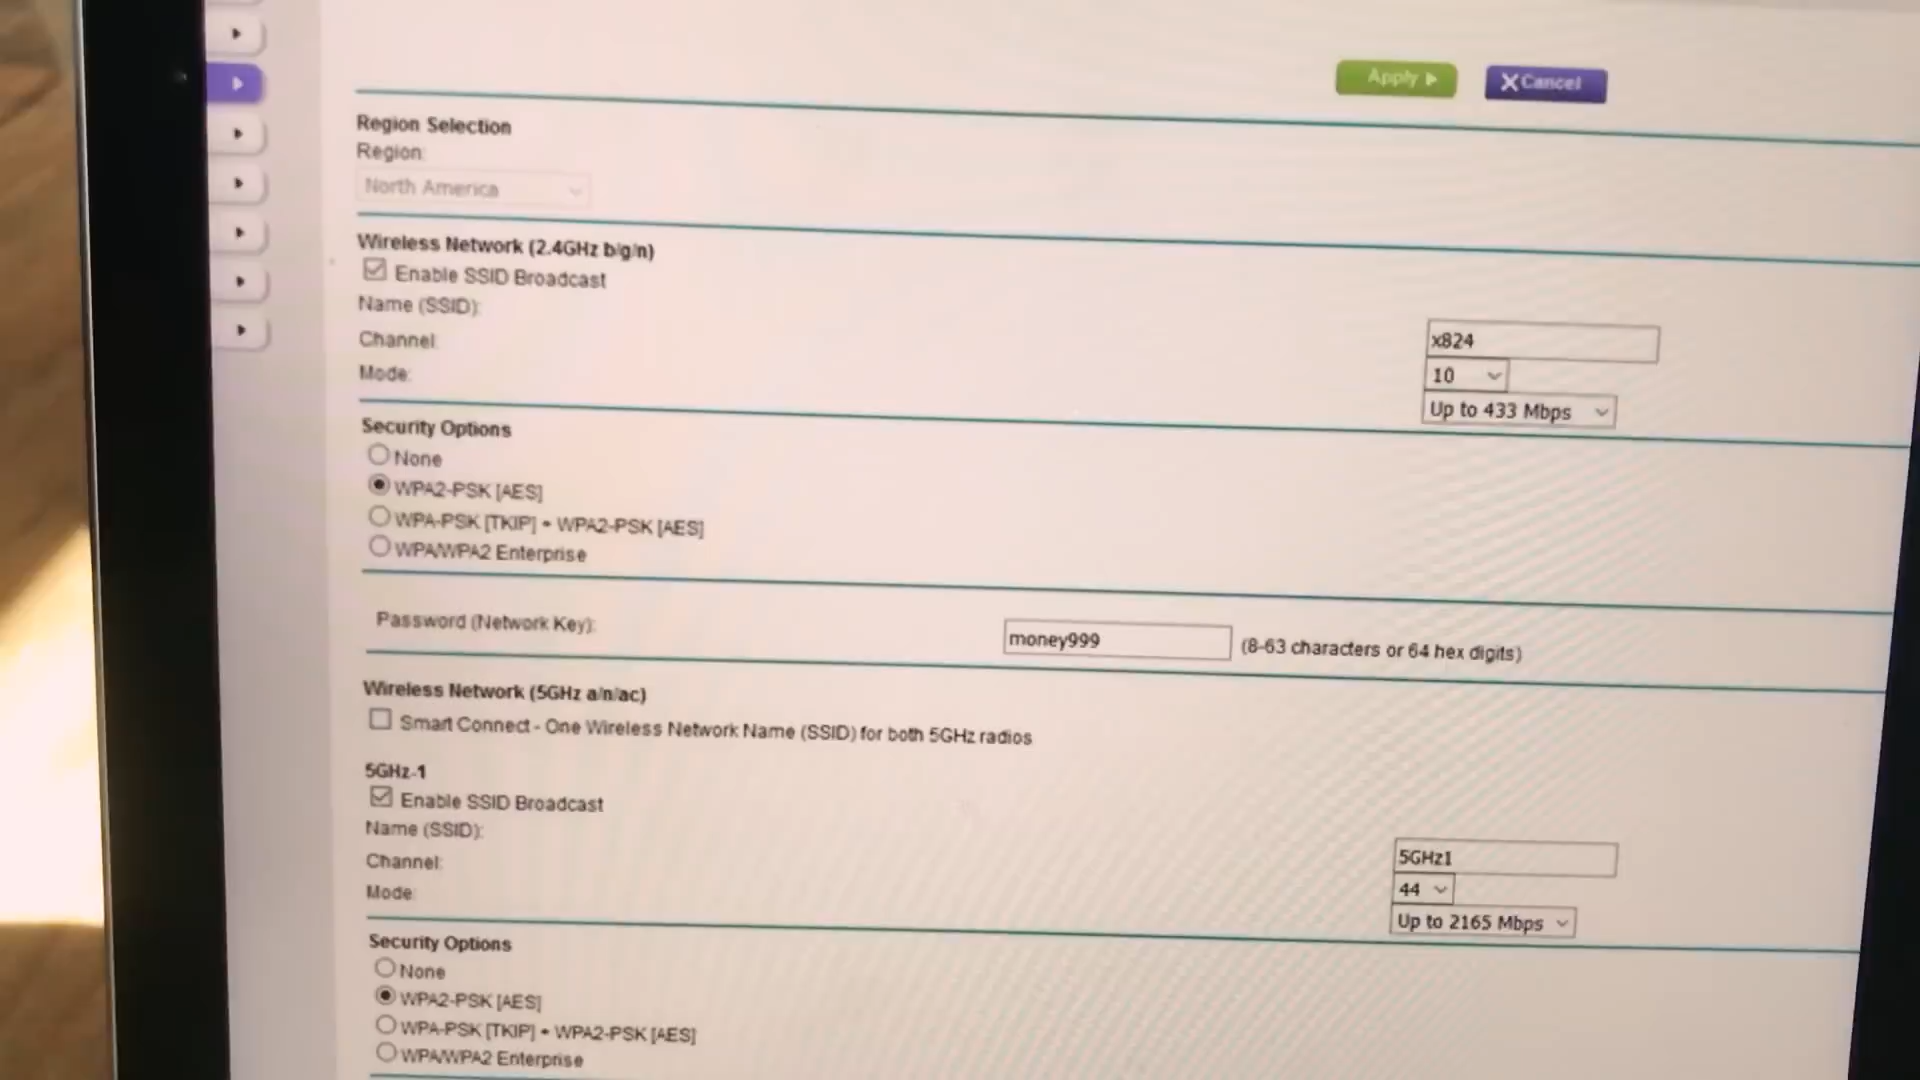 Apply
Cancel
Region Selection
Region:
North America
Wireless Network (2.4GHz b/g/n)
Enable SSID Broadcast
Name (SSID):
x824
Channel:
10
Mode:
Up to 433 Mbps
Security Options
None
WPA2-PSK [AES]
WPA-PSK [TKIP] + WPA2-PSK [AES]
WPA/WPA2 Enterprise
Password (Network Key):
money999
(8-63 characters or 64 hex digits)
Wireless Network (5GHz a/n/ac)
Smart Connect - One Wireless Network Name (SSID) for both 5GHz radios
5GHz-1
Enable SSID Broadcast
Name (SSID):
5GHz1
Channel:
44
Mode:
Up to 2165 Mbps
Security Options
None
WPA2-PSK [AES]
WPA-PSK [TKIP] + WPA2-PSK [AES]
WPA/WPA2 Enterprise